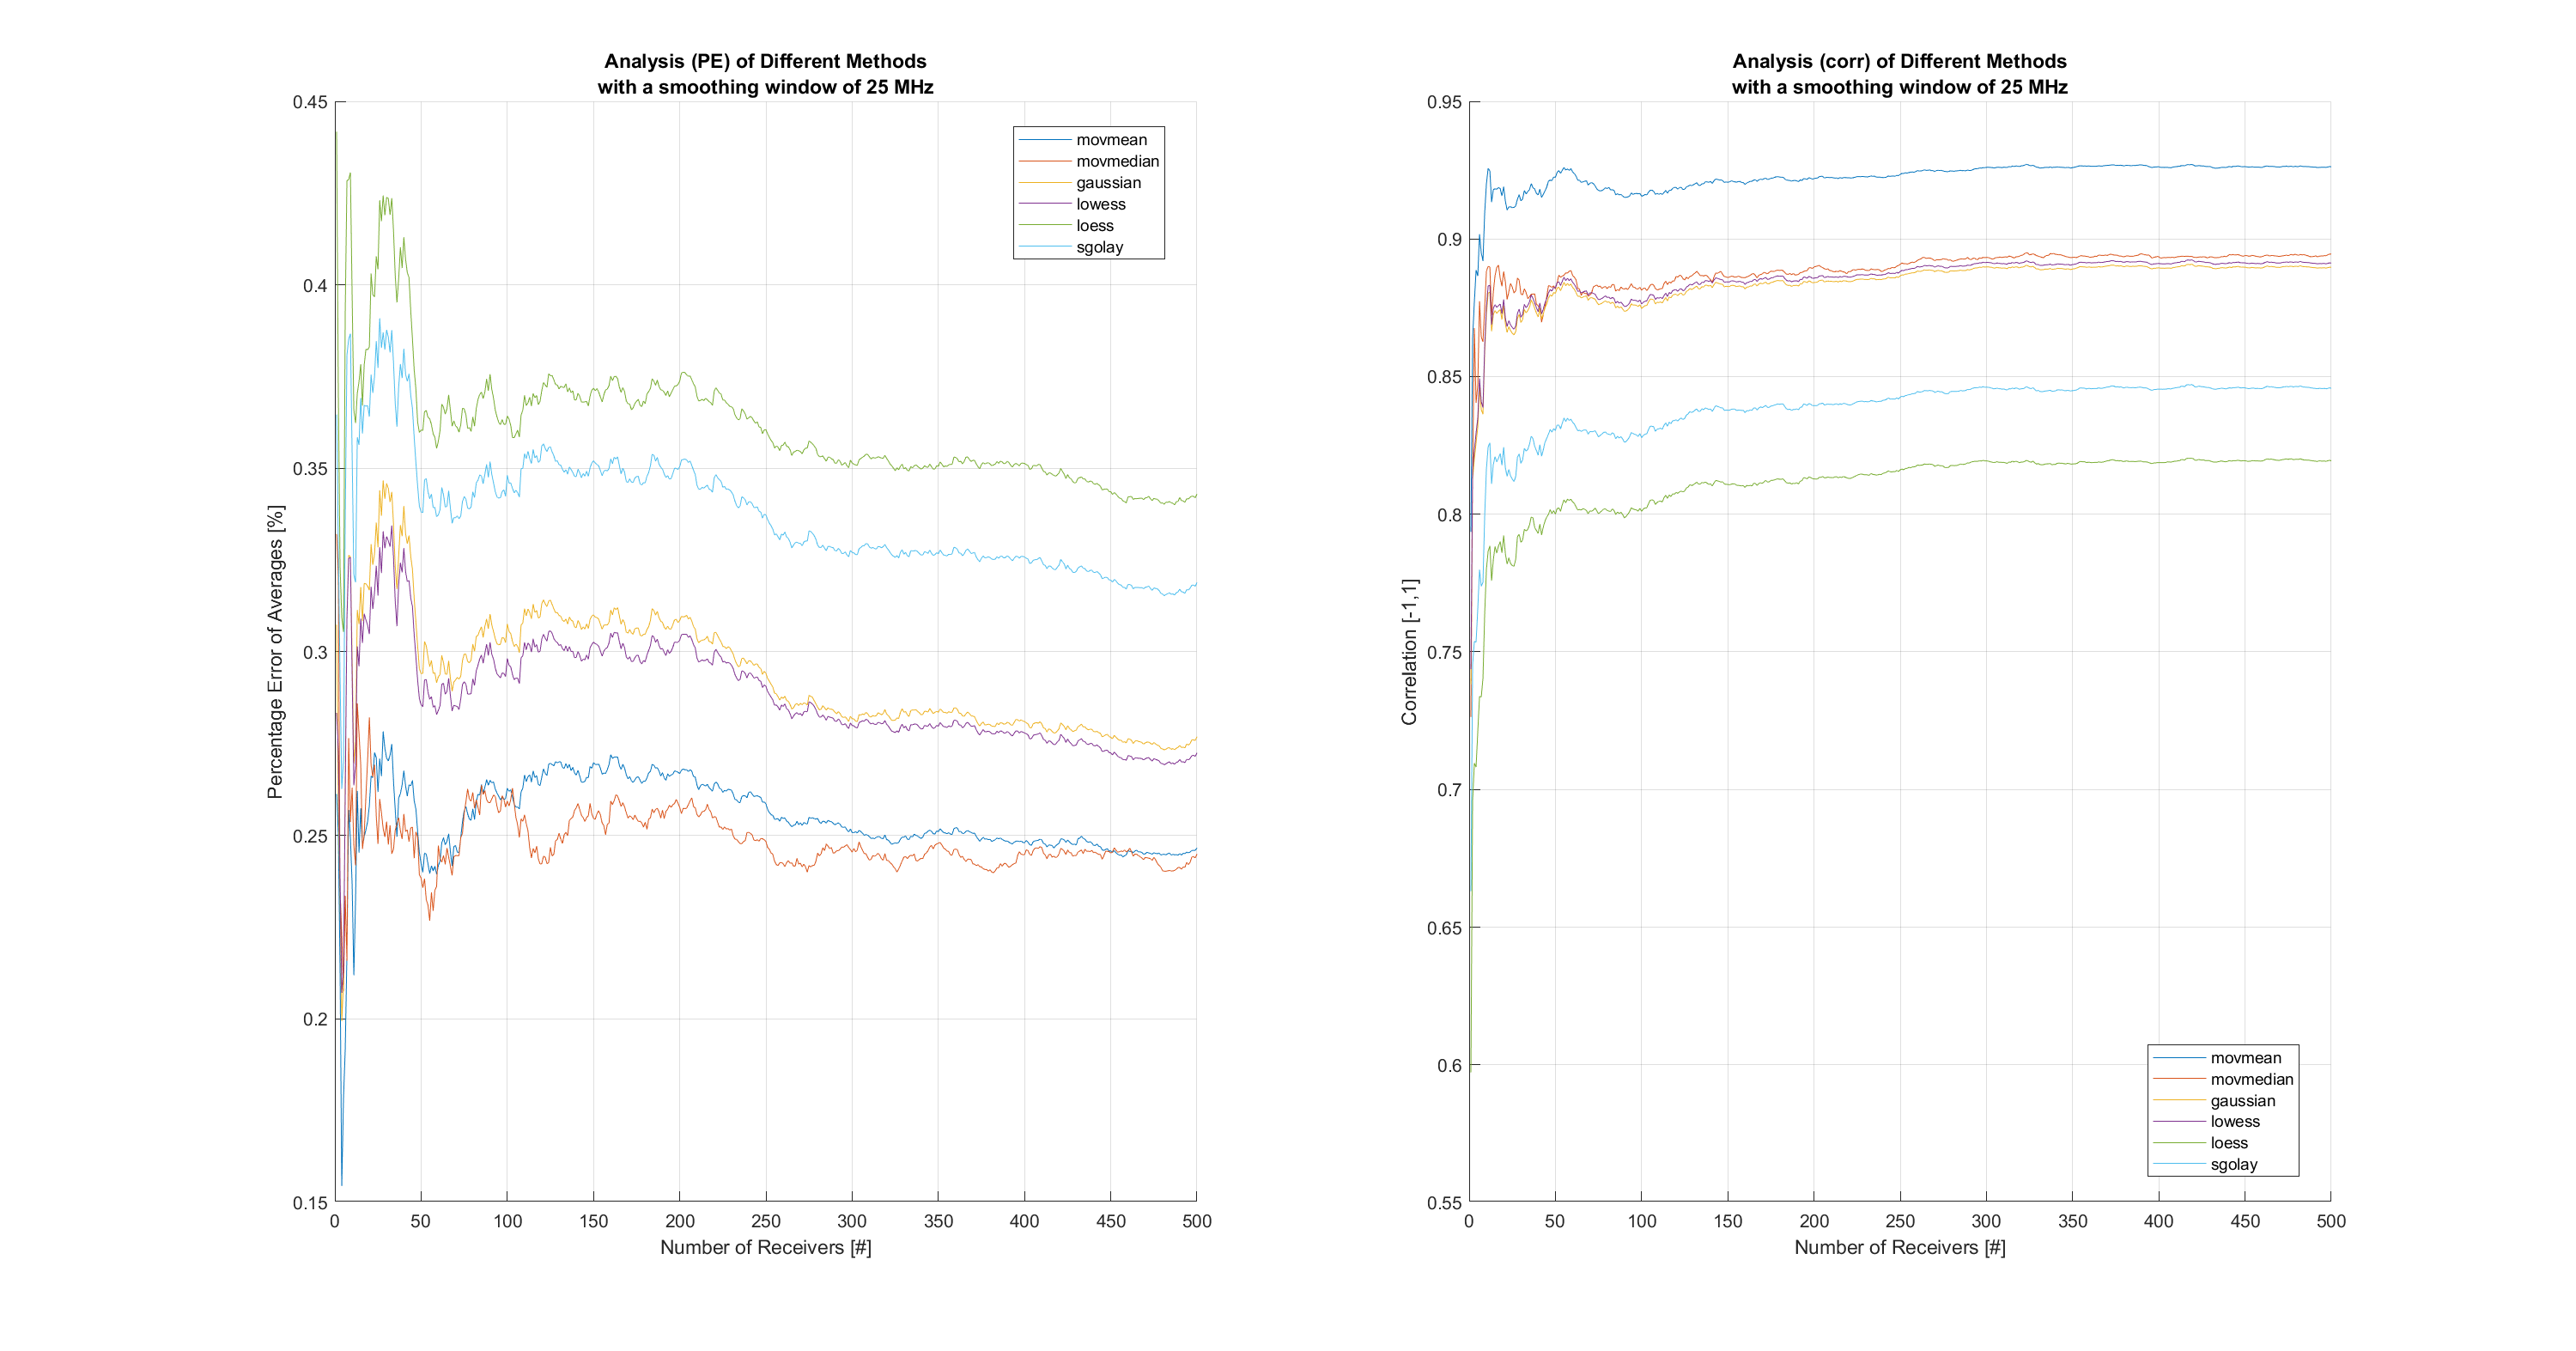 Analysis (PE) of Different Methods
with a smoothing window of 25 MHz
0.45
0.4
0.35
0.3
0.25
0.2
0.15
Percentage Error of Averages [%]
movmean
movmedian
gaussian
lowess
loess
sgolay
0 50 100 150 200 250 300 350 400 450 500
Number of Receivers [#]
Analysis (corr) of Different Methods
with a smoothing window of 25 MHz
0.95
0.9
0.85
0.8
0.75
0.7
0.65
0.6
0.55
Correlation [-1,1]
movmean
movmedian
gaussian
lowess
loess
sgolay
0 50 100 150 200 250 300 350 400 450 500
Number of Receivers [#]